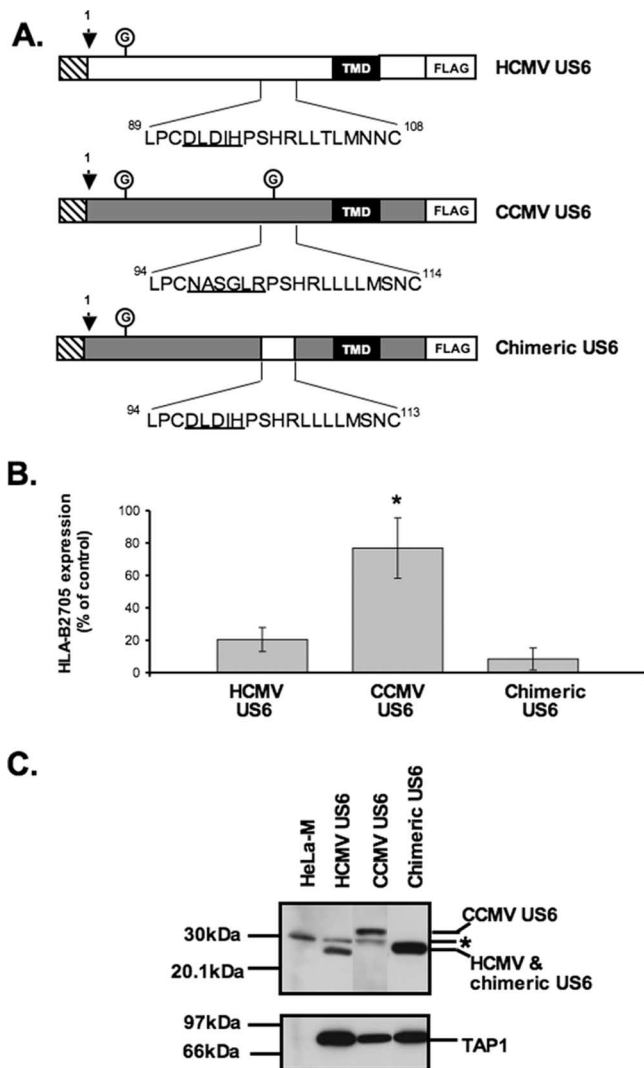 A.
1
G
TMD
FLAG
HCMV US6
89
LPCDLDIHPSHRLLTLMNNC
108
1
G
G
TMD
FLAG
CCMV US6
94
LPCNASGLRPSHRLLLLMSNC
114
1
G
TMD
FLAG
Chimeric US6
94
LPCDLDIHPSHRLLLLMSNC
113
B.
HLA-B2705 expression
(% of control)
100
80
60
40
20
0
*
HCMV
US6
CCMV
US6
Chimeric
US6
C.
HeLa-M
HCMV US6
CCMV US6
Chimeric US6
30kDa
20.1kDa
CCMV US6
*
HCMV &
chimeric US6
97kDa
66kDa
TAP1